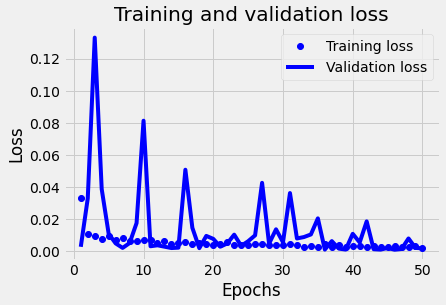 Training and validation loss
Training loss
Validation loss
0.12
0.10
0.08
0.06
0.04
0.02
0.00
Loss
0 10 20 30 40 50
Epochs